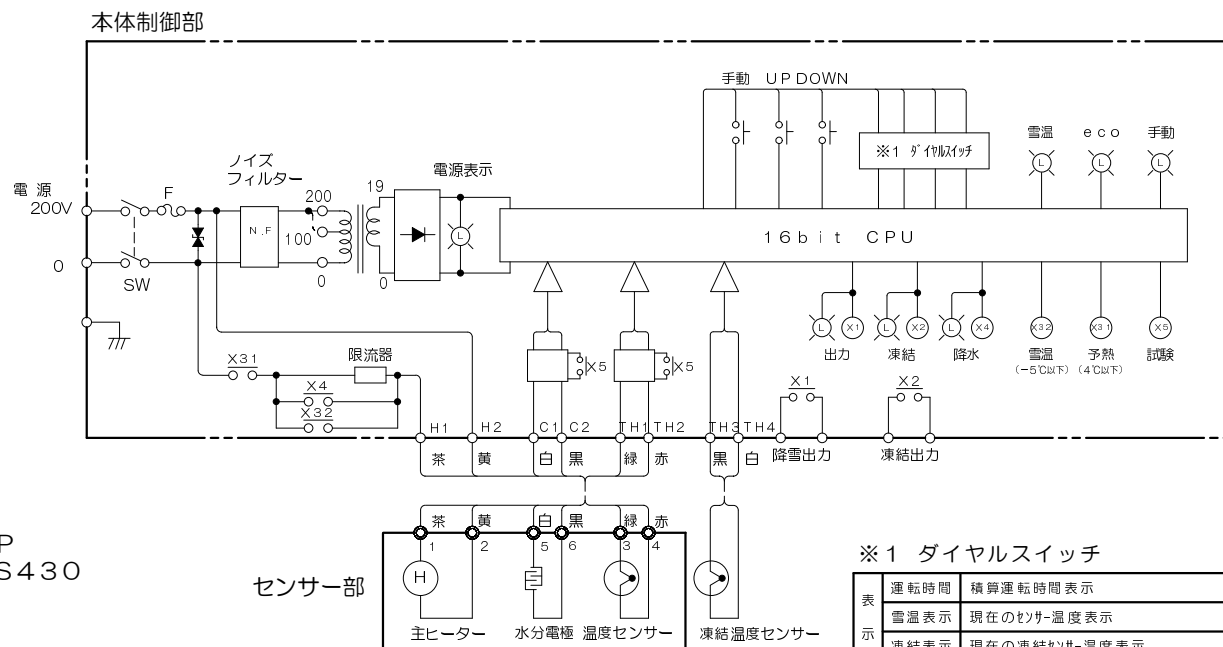 本体制御部
手動 UP DOWN
※1 ダイヤルスイッチ
雪温 eco 手動
L L L
電源
200V
0
F
SW
ノイズ
フィルター
N.F
200
100
0
19
0
電源表示
L
16bit CPU
L X1 L X2 L X4 X32 X31 X5
出力 凍結 降水 雪温 予熱 試験
(-5℃以下) (4℃以下)
X31
限流器
X4
X32
X5 X5
X1 X2
H1 H2 C1 C2 TH1 TH2 TH3 TH4
降雪出力 凍結出力
茶 黄 白 黒 緑 赤 黒 白
茶 黄 白 黒 緑 赤
1 2 5 6 3 4
H
センサー部
主ヒーター 水分電極 温度センサー 凍結温度センサー
P
S430
※1 ダイヤルスイッチ
表示
運転時間 積算運転時間表示
雪温表示 現在のセンサー温度表示
凍結表示 現在の凍結センサー温度表示